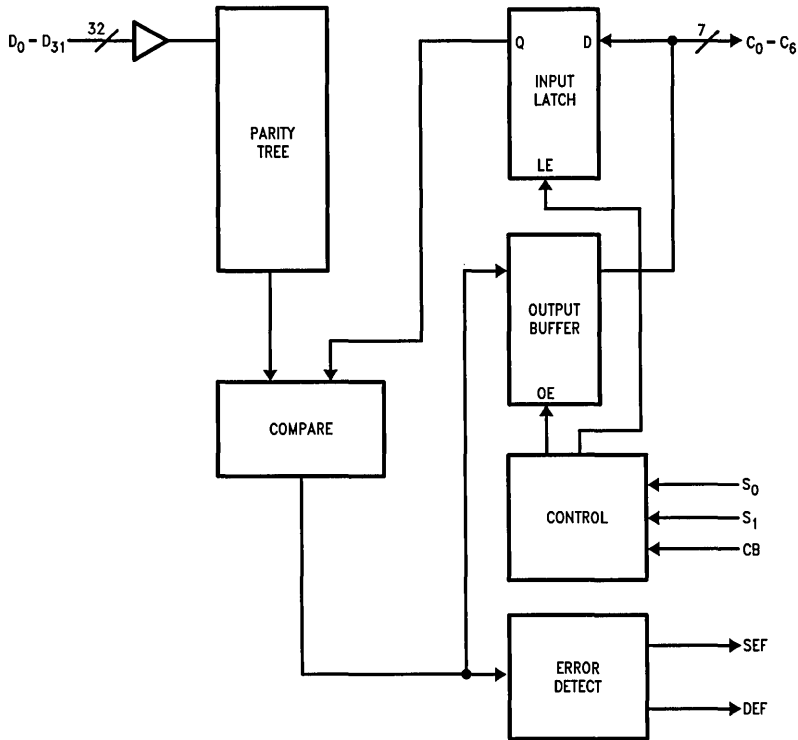 D0 – D31
32
PARITY
TREE
Q
D
INPUT
LATCH
LE
7
C0 – C6
OUTPUT
BUFFER
OE
COMPARE
CONTROL
S0
S1
CB
ERROR
DETECT
SEF
DEF